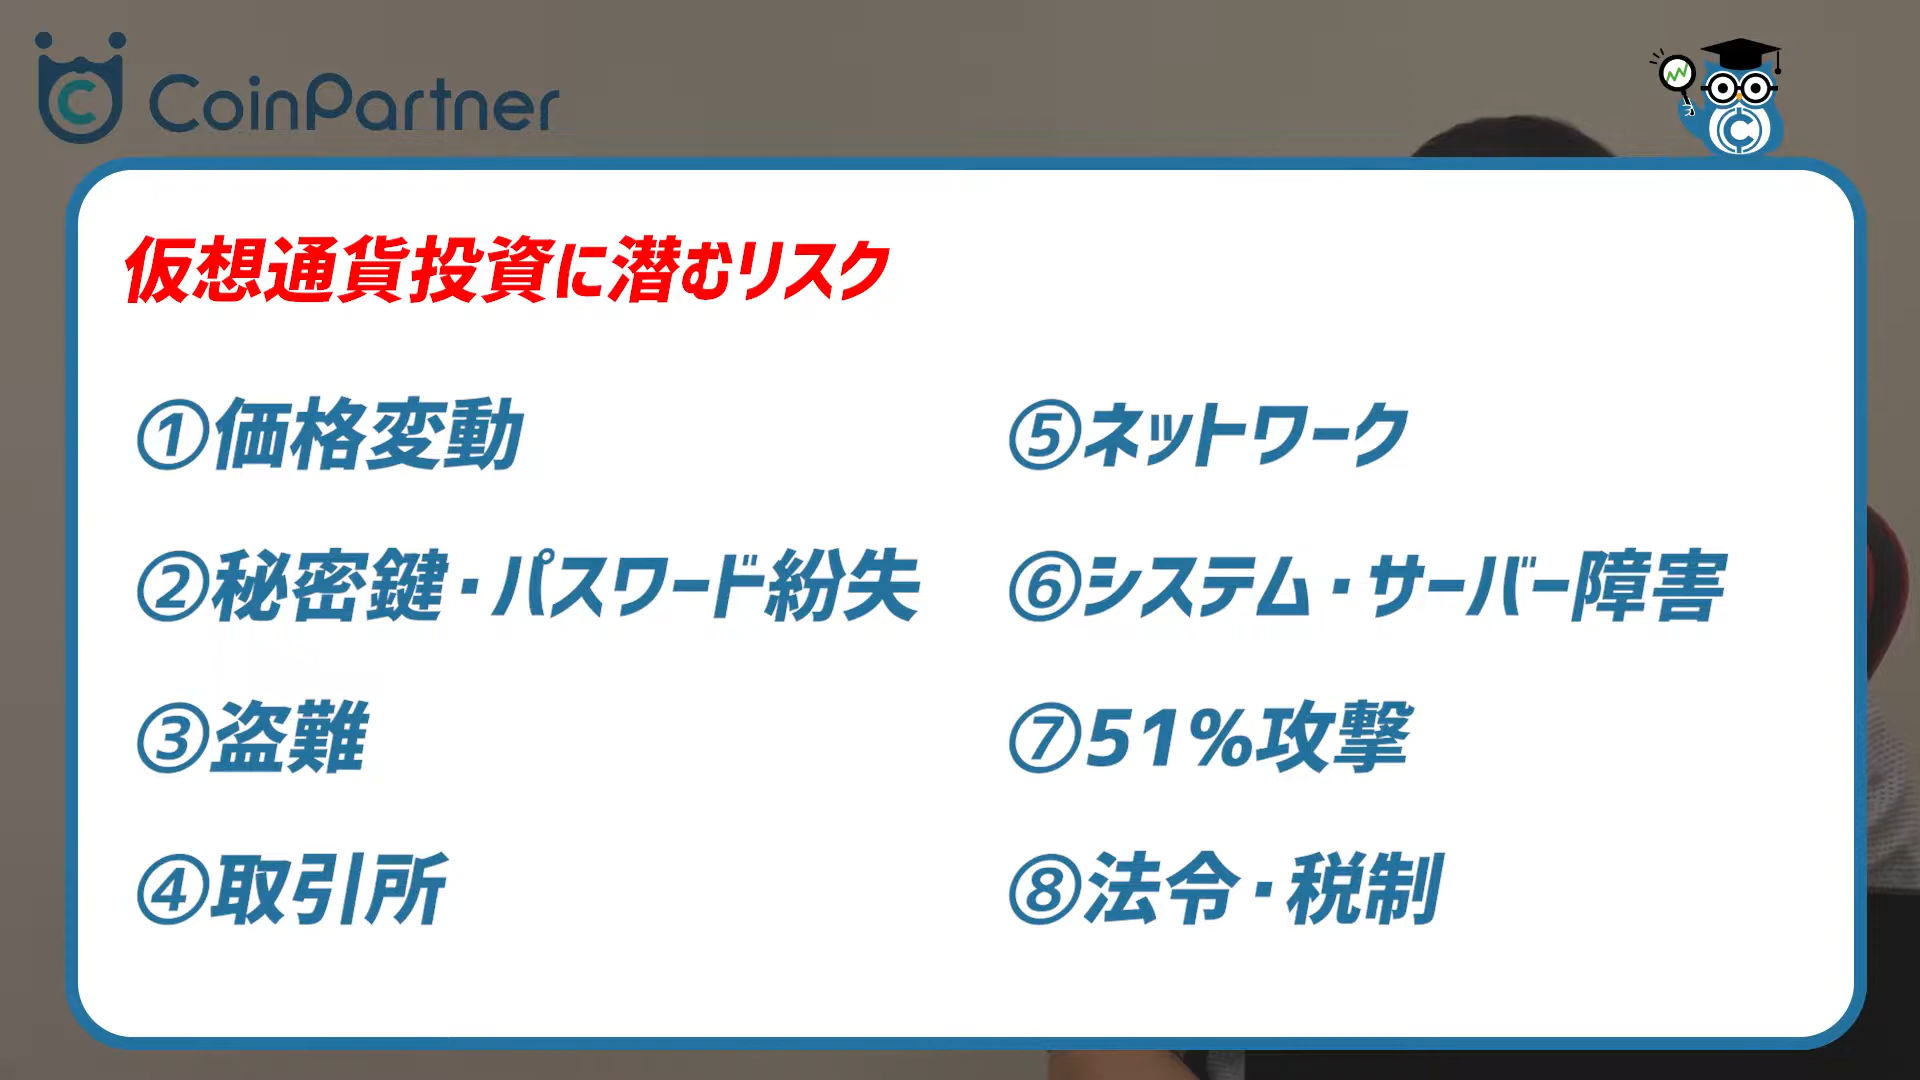 CoinPartner
仮想通貨投資に潜むリスク
①価格変動
②秘密鍵・パスワード紛失
③盗難
④取引所
⑤ネットワーク
⑥システム・サーバー障害
⑦51%攻撃
⑧法令・税制